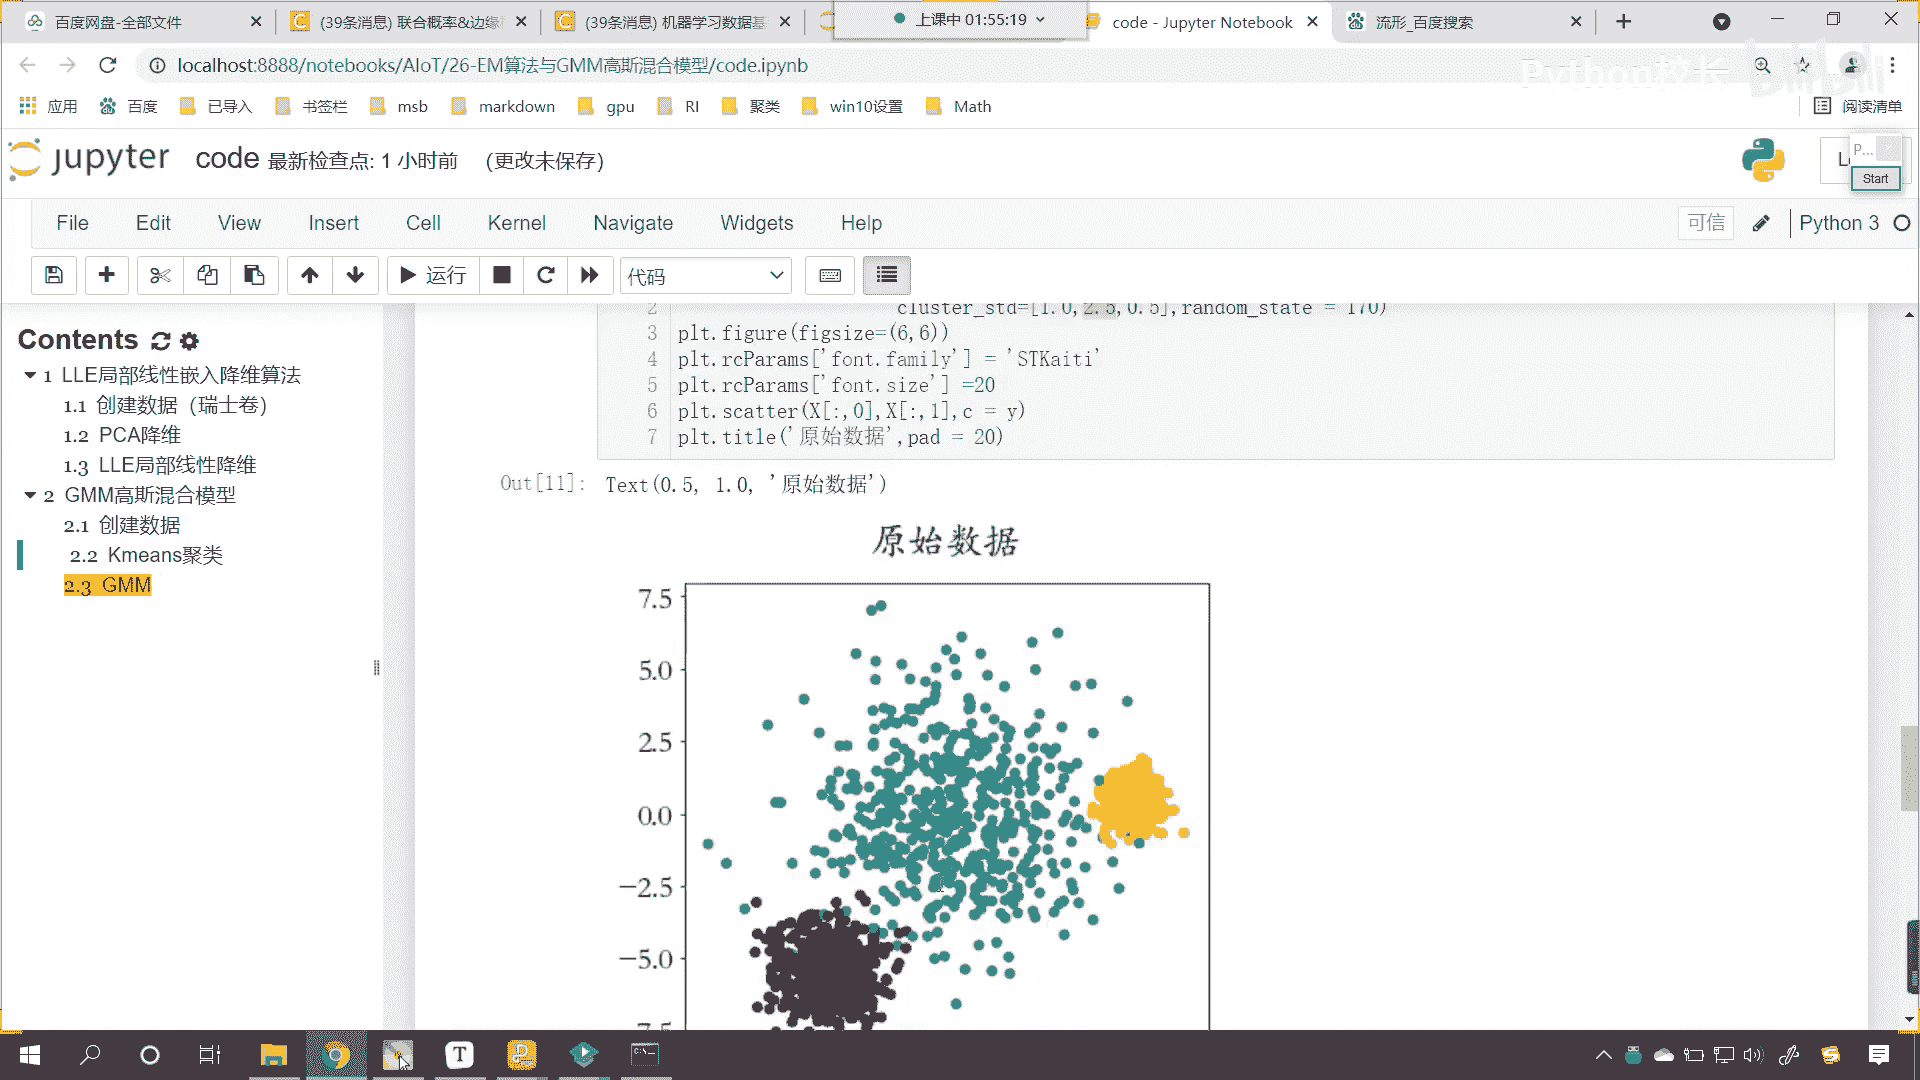 百度网盘-全部文件
(39条消息) 联合概率&边缘
(39条消息) 机器学习数据基
上课中 01:55:19
code - Jupyter Notebook
流形_百度搜索
localhost:8888/notebooks/AIoT/26-EM算法与GMM高斯混合模型/code.ipynb
Python校长
bilibili
应用
百度
已导入
书签栏
msb
markdown
gpu
RI
聚类
win10设置
Math
阅读清单
jupyter
code 最新检查点: 1 小时前 (更改未保存)
P...
Start
File Edit View Insert Cell Kernel Navigate Widgets Help
可信
Python 3
运行
代码
Contents
1 LLE局部线性嵌入降维算法
1.1 创建数据（瑞士卷）
1.2 PCA降维
1.3 LLE局部线性降维
2 GMM高斯混合模型
2.1 创建数据
2.2 Kmeans聚类
2.3 GMM
2 cluster_std=[1.0,2.5,0.5],random_state = 170)
3 plt.figure(figsize=(6,6))
4 plt.rcParams['font.family'] = 'STKaiti'
5 plt.rcParams['font.size'] =20
6 plt.scatter(X[:,0],X[:,1],c = y)
7 plt.title('原始数据',pad = 20)
Out[11]: Text(0.5, 1.0, '原始数据')
原始数据
7.5
5.0
2.5
0.0
−2.5
−5.0
−7.5